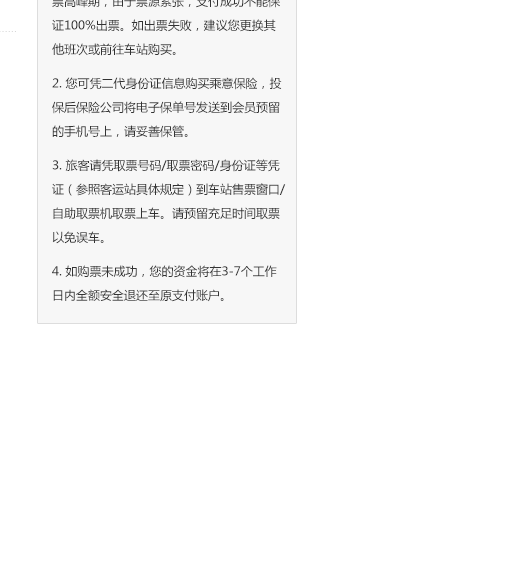 票高峰期，由于票源紧张，支付成功不能保
证100%出票。如出票失败，建议您更换其
他班次或前往车站购买。
2. 您可凭二代身份证信息购买乘意保险，投
保后保险公司将电子保单号发送到会员预留
的手机号上，请妥善保管。
3. 旅客请凭取票号码/取票密码/身份证等凭
证（参照客运站具体规定）到车站售票窗口/
自助取票机取票上车。请预留充足时间取票
以免误车。
4. 如购票未成功，您的资金将在3-7个工作
日内全额安全退还至原支付账户。